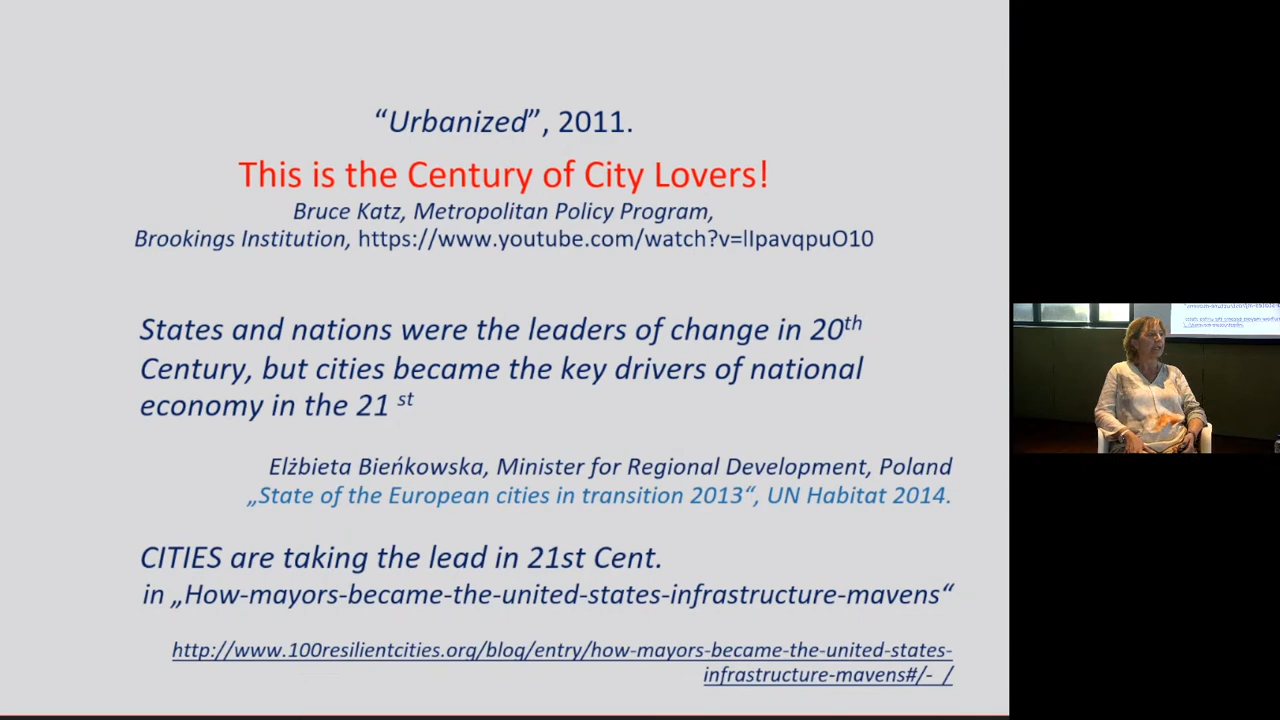 “Urbanized”, 2011.
This is the Century of City Lovers!
Bruce Katz, Metropolitan Policy Program,
Brookings Institution, https://www.youtube.com/watch?v=lIpavqpuO10
States and nations were the leaders of change in 20th
Century, but cities became the key drivers of national
economy in the 21 st
Elżbieta Bieńkowska, Minister for Regional Development, Poland
„State of the European cities in transition 2013“, UN Habitat 2014.
CITIES are taking the lead in 21st Cent.
in „How-mayors-became-the-united-states-infrastructure-mavens“
http://www.100resilientcities.org/blog/entry/how-mayors-became-the-united-states-
infrastructure-mavens#/-_/